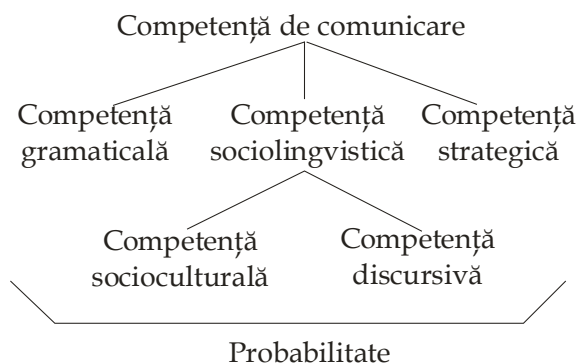 Competență de comunicare
Competență gramaticală
Competență sociolingvistică
Competență strategică
Competență socioculturală
Competență discursivă
Probabilitate